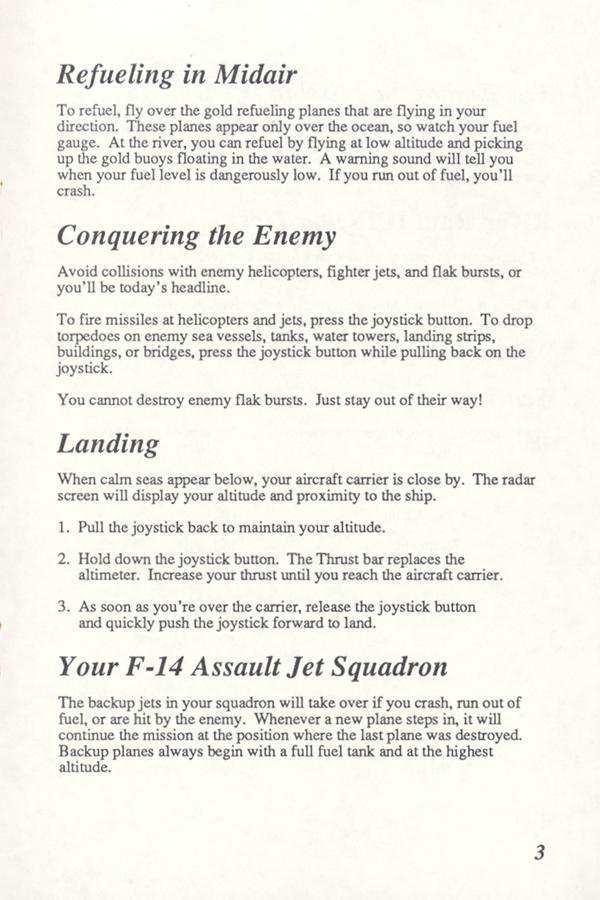 Refueling in Midair
To refuel, fly over the gold refueling planes that are flying in your
direction. These planes appear only over the ocean, so watch your fuel
gauge. At the river, you can refuel by flying at low altitude and picking
up the gold buoys floating in the water. A warning sound will tell you
when your fuel level is dangerously low. If you run out of fuel, you'll
crash.
Conquering the Enemy
Avoid collisions with enemy helicopters, fighter jets, and flak bursts, or
you'll be today's headline.
To fire missiles at helicopters and jets, press the joystick button. To drop
torpedoes on enemy sea vessels, tanks, water towers, landing strips,
buildings, or bridges, press the joystick button while pulling back on the
joystick.
You cannot destroy enemy flak bursts. Just stay out of their way!
Landing
When calm seas appear below, your aircraft carrier is close by. The radar
screen will display your altitude and proximity to the ship.
1. Pull the joystick back to maintain your altitude.
2. Hold down the joystick button. The Thrust bar replaces the
altimeter. Increase your thrust until you reach the aircraft carrier.
3. As soon as you're over the carrier, release the joystick button
and quickly push the joystick forward to land.
Your F-14 Assault Jet Squadron
The backup jets in your squadron will take over if you crash, run out of
fuel, or are hit by the enemy. Whenever a new plane steps in, it will
continue the mission at the position where the last plane was destroyed.
Backup planes always begin with a full fuel tank and at the highest
altitude.
3